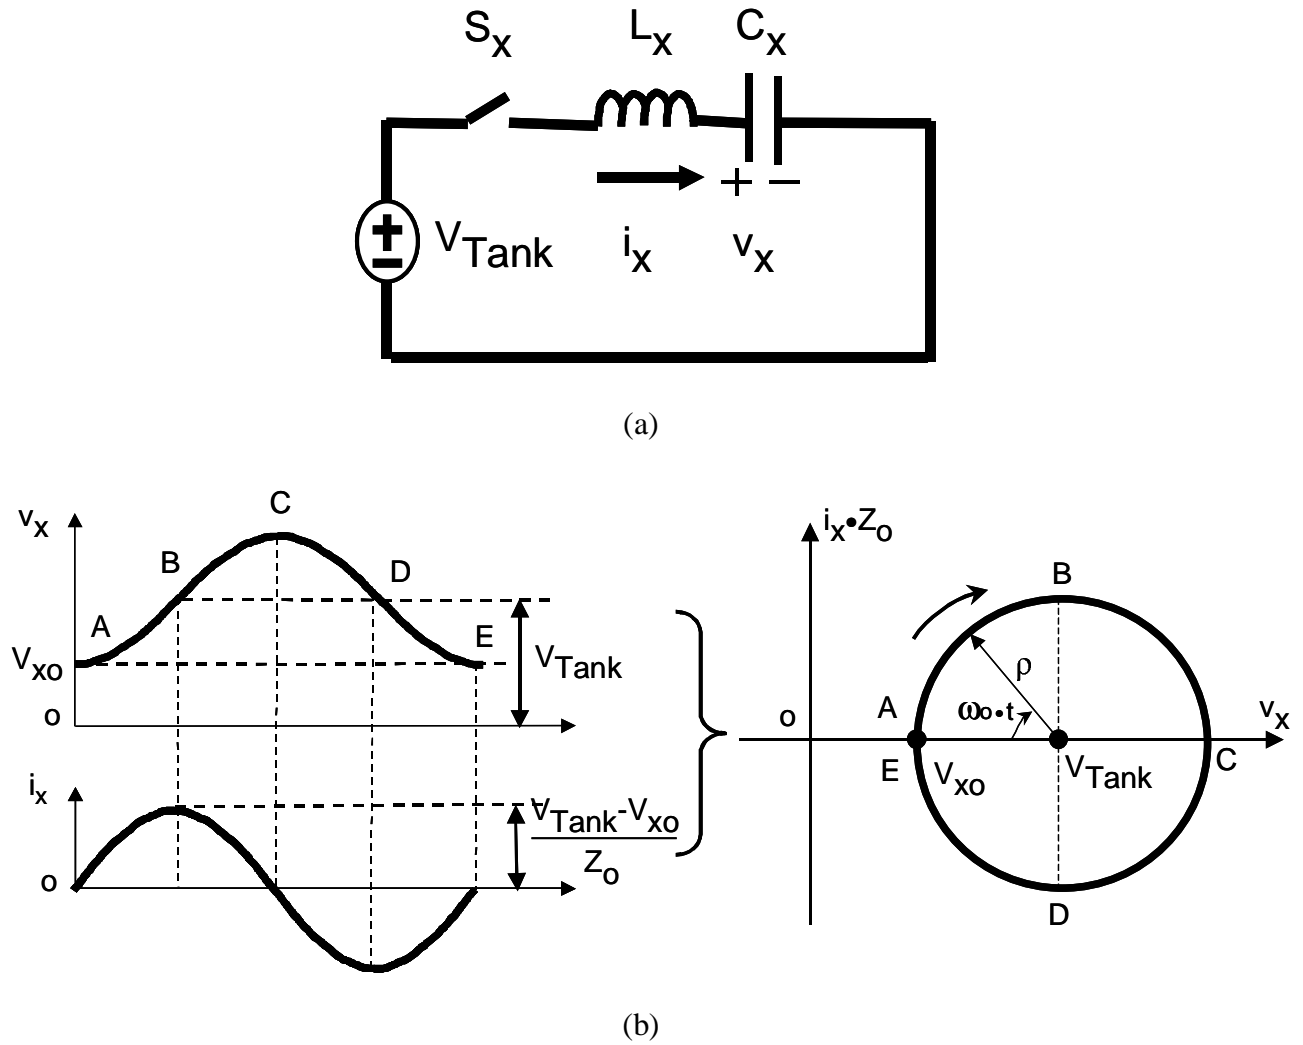 Sx Lx Cx
+ −
VTank ix vx
(a)
C
vx
ix•Zo
B
D
B
A
E
ρ
VTank
Vxo
A
ωo•t
o
o
vx
E
Vxo
VTank
C
ix
VTank-Vxo
Zo
o
D
(b)